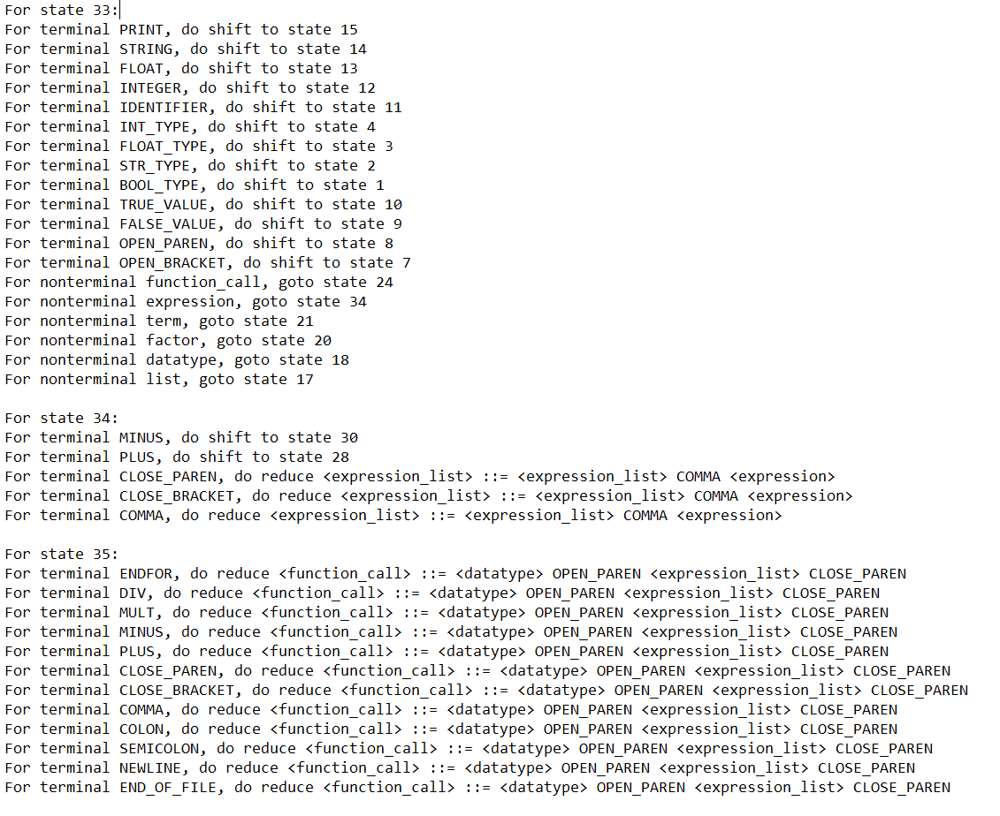 For state 33:
For terminal PRINT, do shift to state 15
For terminal STRING, do shift to state 14
For terminal FLOAT, do shift to state 13
For terminal INTEGER, do shift to state 12
For terminal IDENTIFIER, do shift to state 11
For terminal INT_TYPE, do shift to state 4
For terminal FLOAT_TYPE, do shift to state 3
For terminal STR_TYPE, do shift to state 2
For terminal BOOL_TYPE, do shift to state 1
For terminal TRUE_VALUE, do shift to state 10
For terminal FALSE_VALUE, do shift to state 9
For terminal OPEN_PAREN, do shift to state 8
For terminal OPEN_BRACKET, do shift to state 7
For nonterminal function_call, goto state 24
For nonterminal expression, goto state 34
For nonterminal term, goto state 21
For nonterminal factor, goto state 20
For nonterminal datatype, goto state 18
For nonterminal list, goto state 17

For state 34:
For terminal MINUS, do shift to state 30
For terminal PLUS, do shift to state 28
For terminal CLOSE_PAREN, do reduce <expression_list> ::= <expression_list> COMMA <expression>
For terminal CLOSE_BRACKET, do reduce <expression_list> ::= <expression_list> COMMA <expression>
For terminal COMMA, do reduce <expression_list> ::= <expression_list> COMMA <expression>

For state 35:
For terminal ENDFOR, do reduce <function_call> ::= <datatype> OPEN_PAREN <expression_list> CLOSE_PAREN
For terminal DIV, do reduce <function_call> ::= <datatype> OPEN_PAREN <expression_list> CLOSE_PAREN
For terminal MULT, do reduce <function_call> ::= <datatype> OPEN_PAREN <expression_list> CLOSE_PAREN
For terminal MINUS, do reduce <function_call> ::= <datatype> OPEN_PAREN <expression_list> CLOSE_PAREN
For terminal PLUS, do reduce <function_call> ::= <datatype> OPEN_PAREN <expression_list> CLOSE_PAREN
For terminal CLOSE_PAREN, do reduce <function_call> ::= <datatype> OPEN_PAREN <expression_list> CLOSE_PAREN
For terminal CLOSE_BRACKET, do reduce <function_call> ::= <datatype> OPEN_PAREN <expression_list> CLOSE_PAREN
For terminal COMMA, do reduce <function_call> ::= <datatype> OPEN_PAREN <expression_list> CLOSE_PAREN
For terminal COLON, do reduce <function_call> ::= <datatype> OPEN_PAREN <expression_list> CLOSE_PAREN
For terminal SEMICOLON, do reduce <function_call> ::= <datatype> OPEN_PAREN <expression_list> CLOSE_PAREN
For terminal NEWLINE, do reduce <function_call> ::= <datatype> OPEN_PAREN <expression_list> CLOSE_PAREN
For terminal END_OF_FILE, do reduce <function_call> ::= <datatype> OPEN_PAREN <expression_list> CLOSE_PAREN